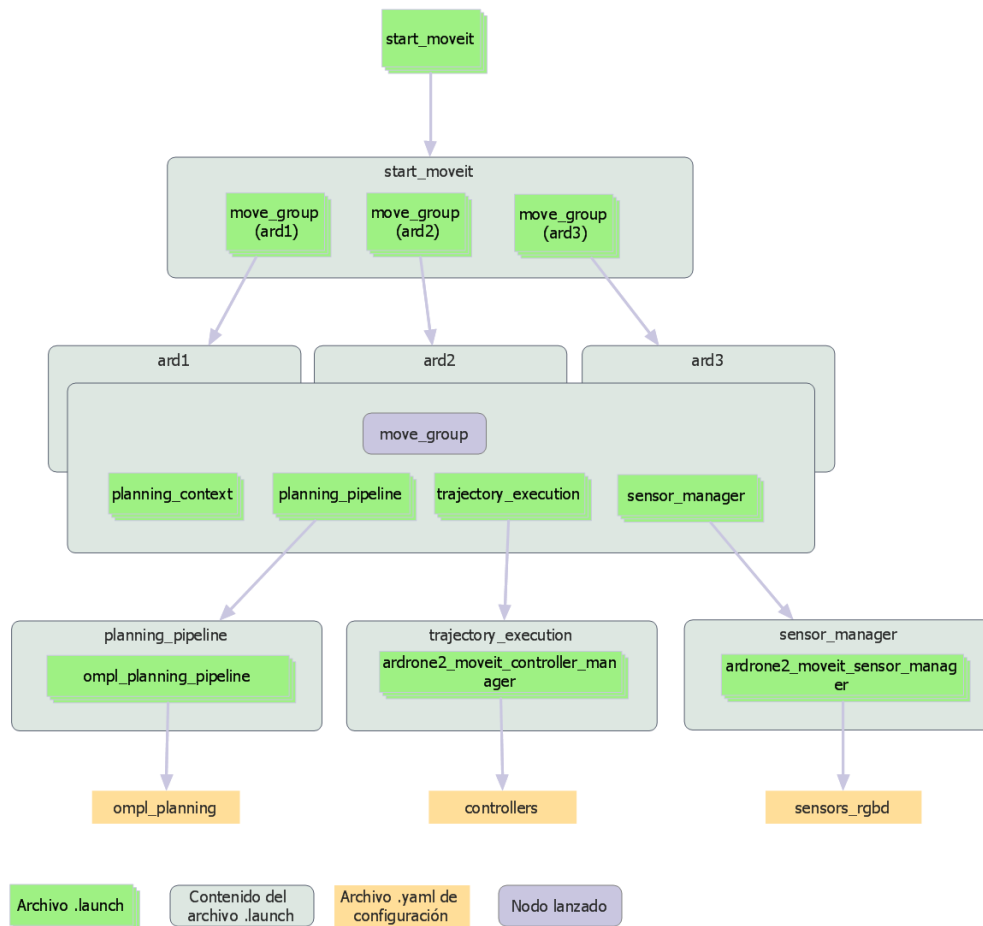 start_moveit
start_moveit
move_group
(ard1)
move_group
(ard2)
move_group
(ard3)
ard1
ard2
ard3
move_group
planning_context
planning_pipeline
trajectory_execution
sensor_manager
planning_pipeline
ompl_planning_pipeline
trajectory_execution
ardrone2_moveit_controller_man
ager
sensor_manager
ardrone2_moveit_sensor_manag
er
ompl_planning
controllers
sensors_rgbd
Archivo .launch
Contenido del
archivo .launch
Archivo .yaml de
configuración
Nodo lanzado